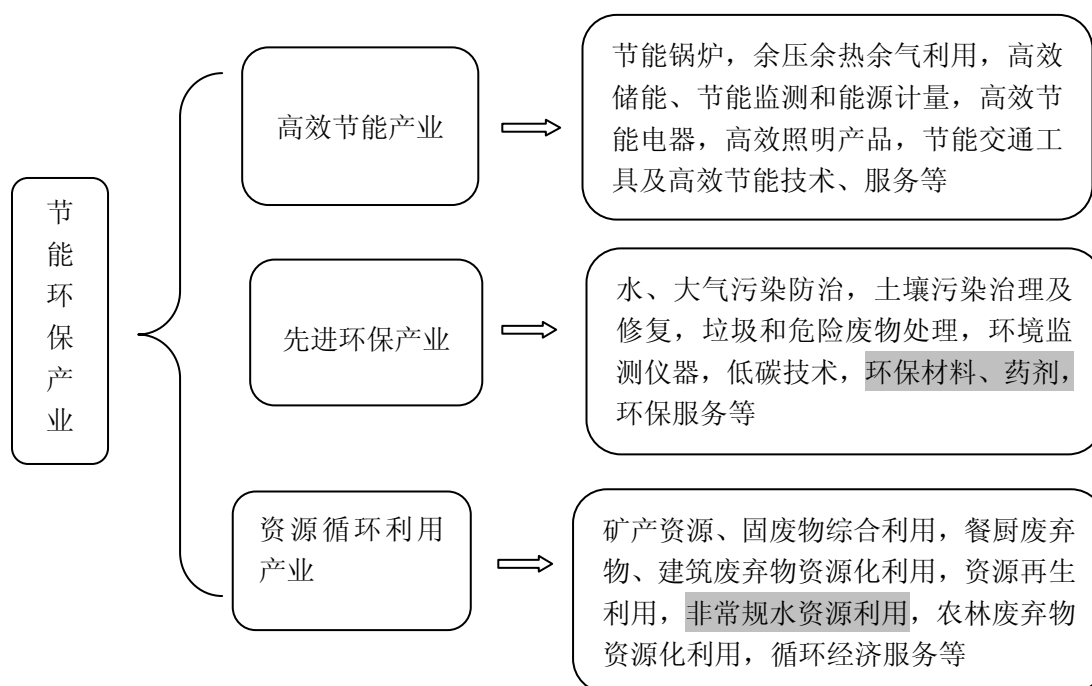 节能环保产业
高效节能产业
节能锅炉，余压余热余气利用，高效
储能、节能监测和能源计量，高效节
能电器，高效照明产品，节能交通工
具及高效节能技术、服务等
先进环保产业
水、大气污染防治，土壤污染治理及
修复，垃圾和危险废物处理，环境监
测仪器，低碳技术，环保材料、药剂，
环保服务等
资源循环利用
产业
矿产资源、固废物综合利用，餐厨废弃
物、建筑废弃物资源化利用，资源再生
利用，非常规水资源利用，农林废弃物
资源化利用，循环经济服务等